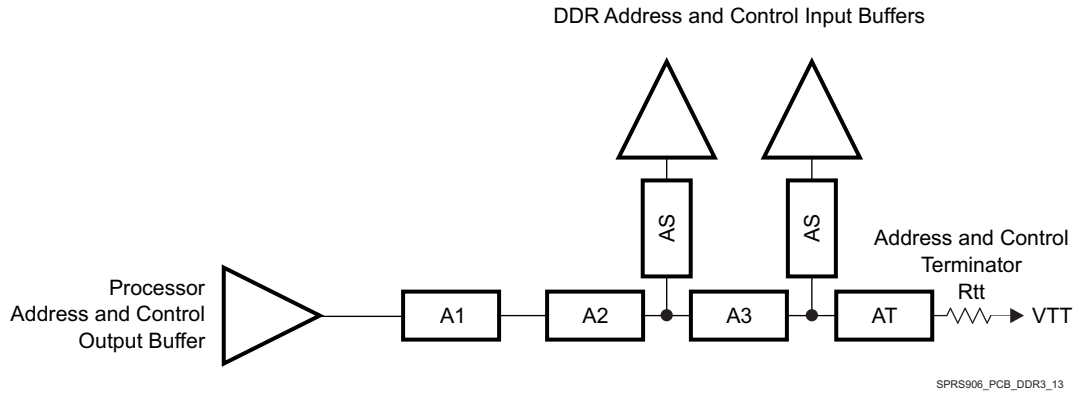 DDR Address and Control Input Buffers
AS
AS
Processor
Address and Control
Output Buffer
A1
A2
A3
AT
Address and Control
Terminator
Rtt
VTT
SPRS906_PCB_DDR3_13